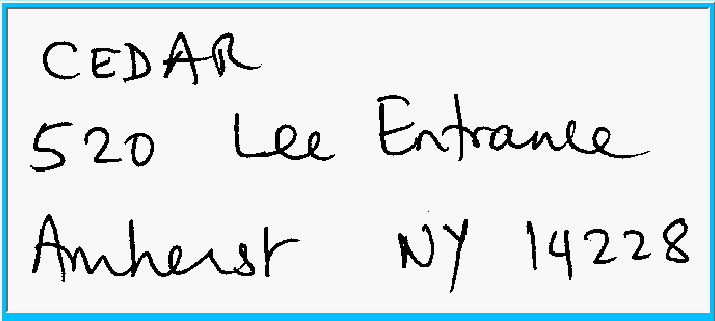 CEDAR
520 Lee Entrance
Amherst NY 14228